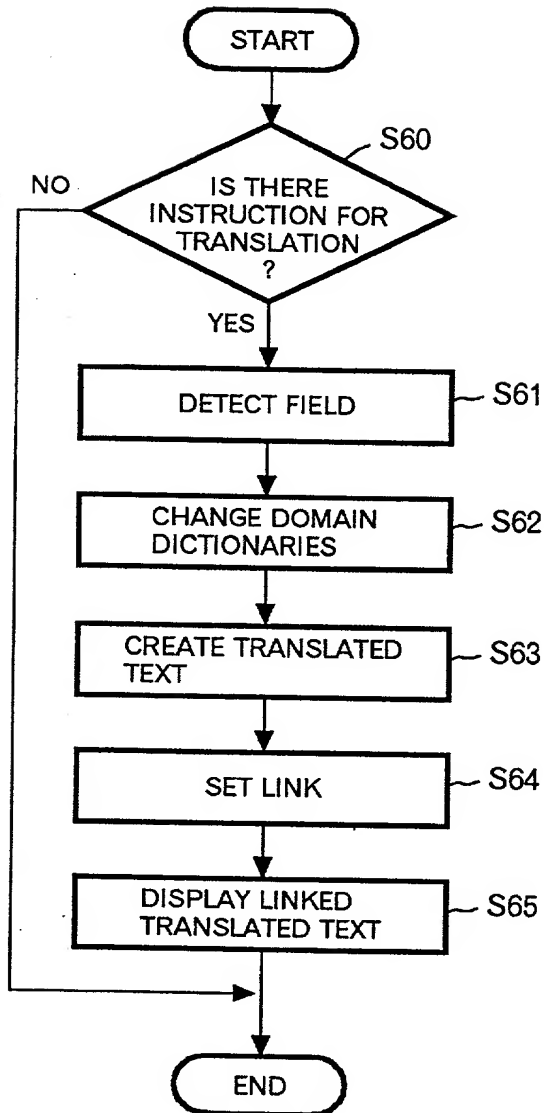 START
S60
NO
IS THERE
INSTRUCTION FOR
TRANSLATION
?
YES
DETECT FIELD
S61
CHANGE DOMAIN
DICTIONARIES
S62
CREATE TRANSLATED
TEXT
S63
SET LINK
S64
DISPLAY LINKED
TRANSLATED TEXT
S65
END